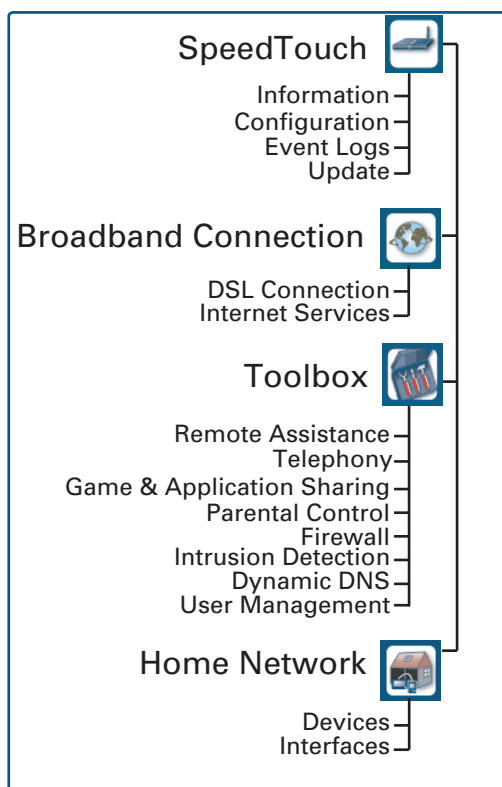 SpeedTouch
Information
Configuration
Event Logs
Update
Broadband Connection
DSL Connection
Internet Services
Toolbox
Remote Assistance
Telephony
Game & Application Sharing
Parental Control
Firewall
Intrusion Detection
Dynamic DNS
User Management
Home Network
Devices
Interfaces